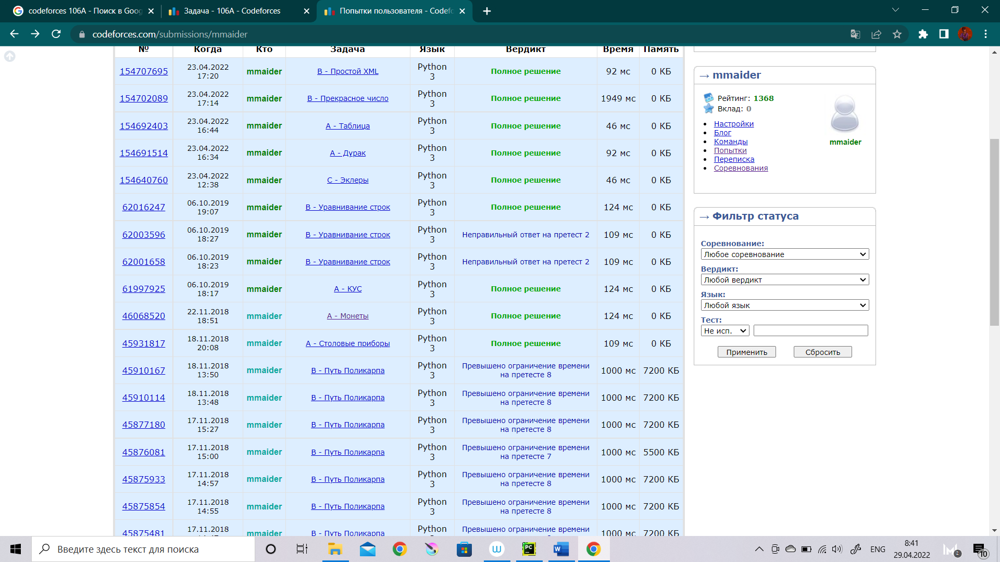 codeforces 106A - Поиск в Goog
Задача - 106A - Codeforces
Попытки пользователя - Codefo
codeforces.com/submissions/mmaider
№ Когда Кто Задача Язык Вердикт Время Память
154707695 23.04.2022 17:20 mmaider B - Простой XML Python 3 Полное решение 92 мс 0 КБ
154702089 23.04.2022 17:14 mmaider B - Прекрасное число Python 3 Полное решение 1949 мс 0 КБ
154692403 23.04.2022 16:44 mmaider A - Таблица Python 3 Полное решение 46 мс 0 КБ
154691514 23.04.2022 16:34 mmaider A - Дурак Python 3 Полное решение 92 мс 0 КБ
154640760 23.04.2022 12:38 mmaider C - Эклеры Python 3 Полное решение 46 мс 0 КБ
62016247 06.10.2019 19:07 mmaider B - Уравнивание строк Python 3 Полное решение 124 мс 0 КБ
62003596 06.10.2019 18:27 mmaider B - Уравнивание строк Python 3 Неправильный ответ на претест 2 109 мс 0 КБ
62001658 06.10.2019 18:23 mmaider B - Уравнивание строк Python 3 Неправильный ответ на претест 2 109 мс 0 КБ
61997925 06.10.2019 18:17 mmaider A - КУС Python 3 Полное решение 124 мс 0 КБ
46068520 22.11.2018 18:51 mmaider A - Монеты Python 3 Полное решение 124 мс 0 КБ
45931817 18.11.2018 20:08 mmaider A - Столовые приборы Python 3 Полное решение 109 мс 0 КБ
45910167 18.11.2018 13:50 mmaider B - Путь Поликарпа Python 3 Превышено ограничение времени на претесте 8 1000 мс 7200 КБ
45910114 18.11.2018 13:48 mmaider B - Путь Поликарпа Python 3 Превышено ограничение времени на претесте 8 1000 мс 7200 КБ
45877180 17.11.2018 15:27 mmaider B - Путь Поликарпа Python 3 Превышено ограничение времени на претесте 8 1000 мс 7200 КБ
45876081 17.11.2018 15:00 mmaider B - Путь Поликарпа Python 3 Превышено ограничение времени на претесте 7 1000 мс 5500 КБ
45875933 17.11.2018 14:57 mmaider B - Путь Поликарпа Python 3 Превышено ограничение времени на претесте 8 1000 мс 7200 КБ
45875854 17.11.2018 14:55 mmaider B - Путь Поликарпа Python 3 Превышено ограничение времени на претесте 8 1000 мс 7200 КБ
45875481 17.11.2018 mmaider B - Путь Поликарпа Python Превышено ограничение времени 1000 мс 7200 КБ
→ mmaider
Рейтинг: 1368
Вклад: 0
Настройки
Блог
Команды
Попытки
Переписка
Соревнования
mmaider
→ Фильтр статуса
Соревнование:
Любое соревнование
Вердикт:
Любой вердикт
Язык:
Любой язык
Тест:
Не исп.
Применить Сбросить
Введите здесь текст для поиска
W
PC
W
ENG
8:41
29.04.2022
2
10